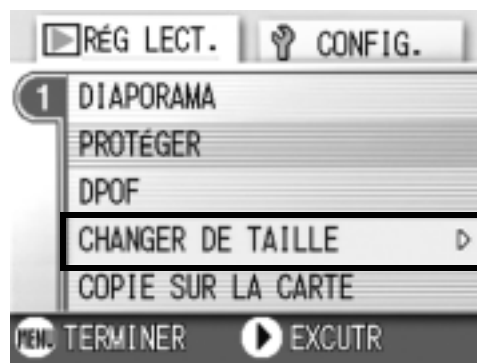 RÉG LECT. CONFIG.
1 DIAPORAMA
PROTÉGER
DPOF
CHANGER DE TAILLE
COPIE SUR LA CARTE
MENU TERMINER EXCUTR